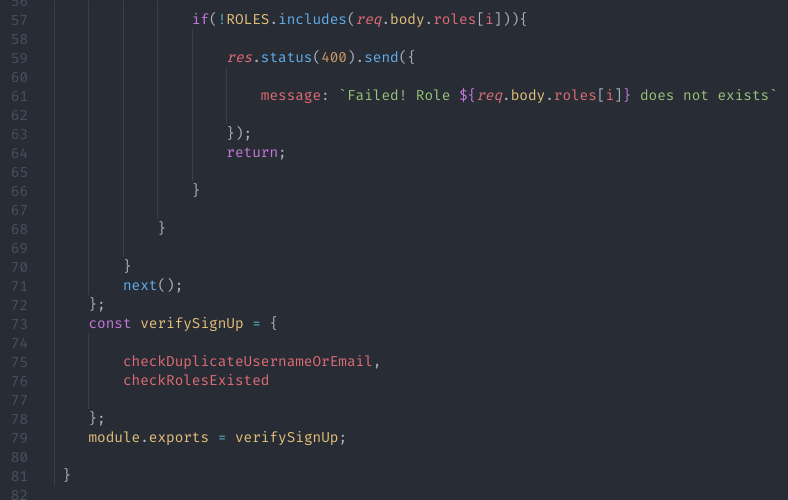 56
57 if(!ROLES.includes(req.body.roles[i])){
58
59 res.status(400).send({
60
61 message: `Failed! Role ${req.body.roles[i]} does not exists`
62
63 });
64 return;
65
66 }
67
68 }
69
70 }
71 next();
72 };
73 const verifySignUp = {
74
75 checkDuplicateUsernameOrEmail,
76 checkRolesExisted
77
78 };
79 module.exports = verifySignUp;
80
81 }
82